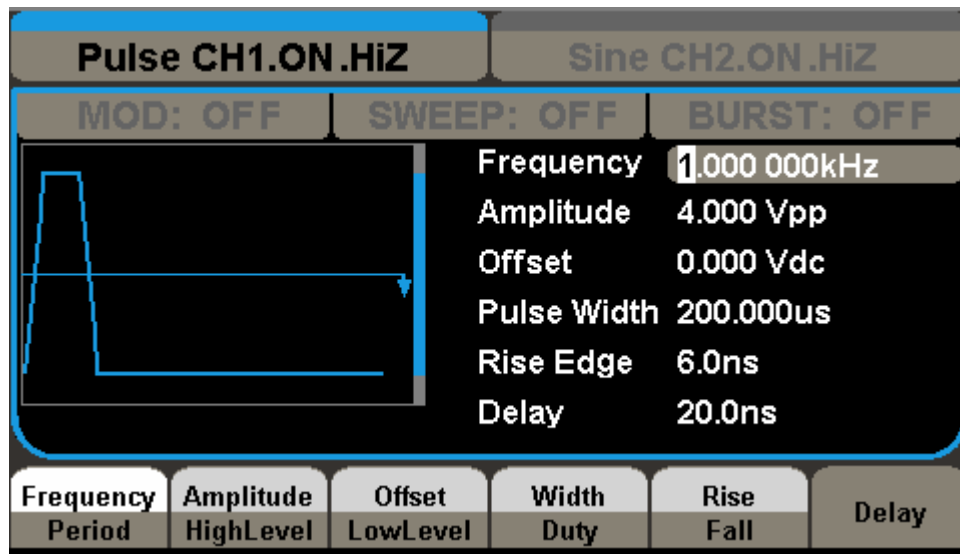 Pulse CH1.ON.HiZ
Sine CH2.ON.HiZ
MOD: OFF
SWEEP: OFF
BURST: OFF
Frequency 1.000 000kHz
Amplitude 4.000 Vpp
Offset 0.000 Vdc
Pulse Width 200.000us
Rise Edge 6.0ns
Delay 20.0ns
Frequency Amplitude Offset Width Rise
Period HighLevel LowLevel Duty Fall
Delay